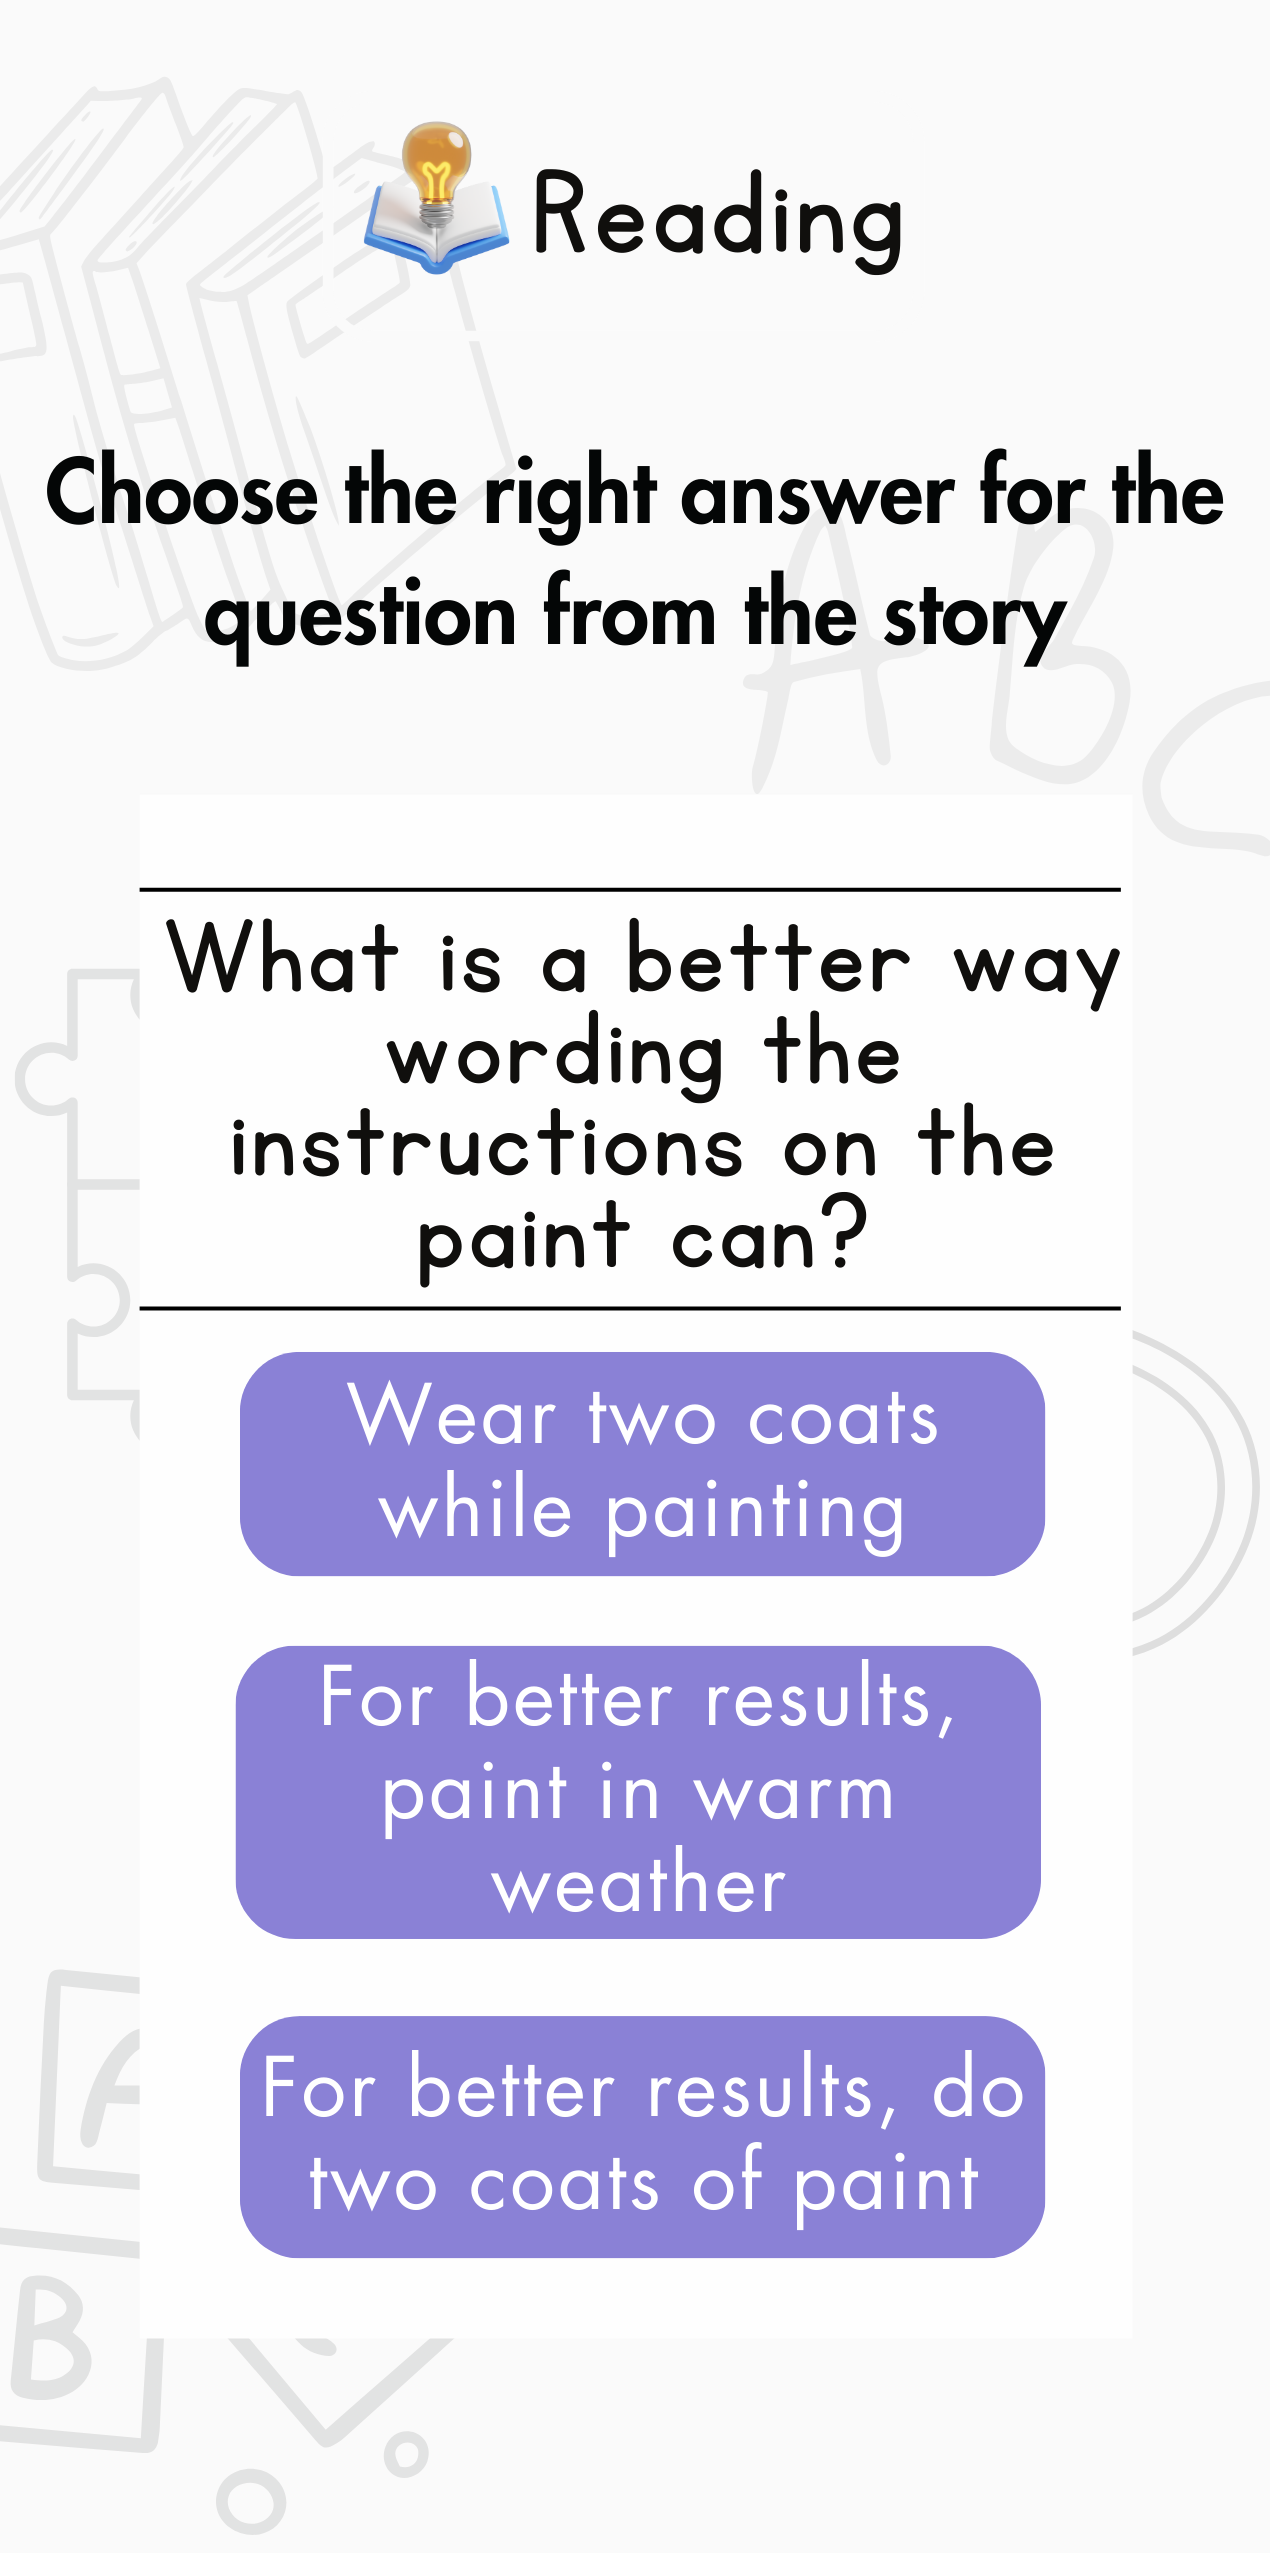 Reading
Choose the right answer for the
question from the story
What is a better way
wording the
instructions on the
paint can?
Wear two coats
while painting
For better results,
paint in warm
weather
For better results, do
two coats of paint
A B
A
B